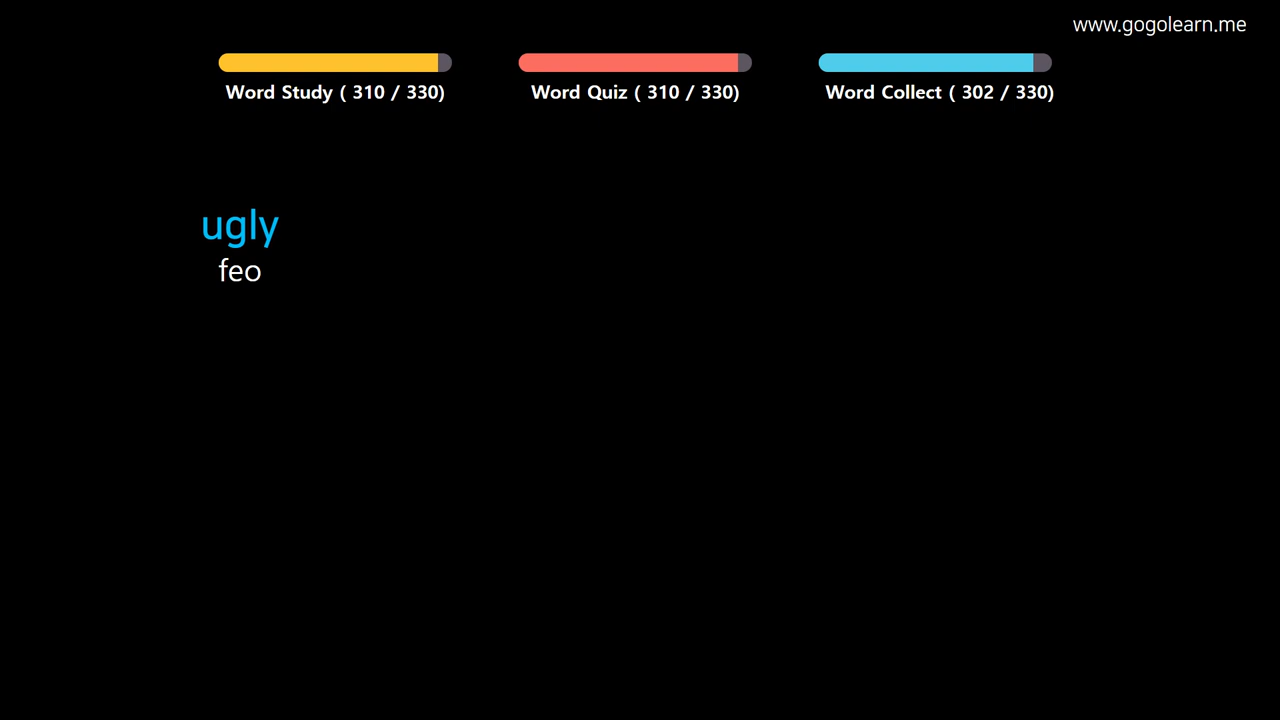 www.gogolearn.me
Word Study ( 310 / 330)
Word Quiz ( 310 / 330)
Word Collect ( 302 / 330)
ugly
feo